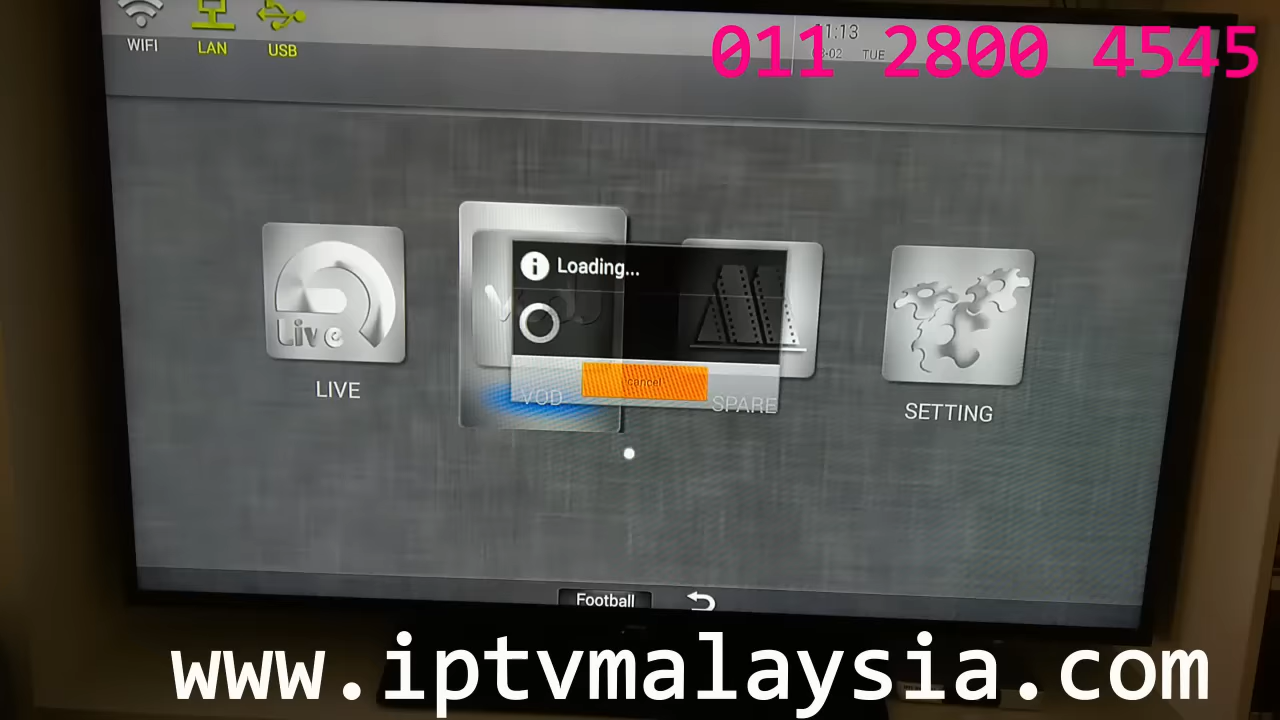 WIFI LAN USB
11:13
TUE
011 2800 4545
Loading...
Live
cancel
LIVE
VOD
SPARE
SETTING
Football
www.iptvmalaysia.com